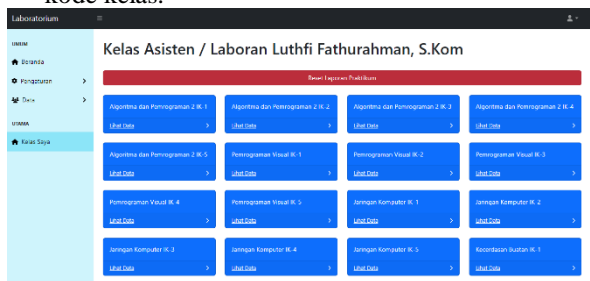 kode kelas.
Laboratorium
UMUM
Beranda
Pengaturan
Data
UTAMA
Kelas Saya
Kelas Asisten / Laboran Luthfi Fathurahman, S.Kom
Reset Laporan Praktikum
Algoritma dan Pemrograman 2 IK-1
Lihat Data
Algoritma dan Pemrograman 2 IK-2
Lihat Data
Algoritma dan Pemrograman 2 IK-3
Lihat Data
Algoritma dan Pemrograman 2 IK-4
Lihat Data
Algoritma dan Pemrograman 2 IK-5
Lihat Data
Pemrograman Visual IK-1
Lihat Data
Pemrograman Visual IK-2
Lihat Data
Pemrograman Visual IK-3
Lihat Data
Pemrograman Visual IK-4
Lihat Data
Pemrograman Visual IK-5
Lihat Data
Jaringan Komputer IK-1
Lihat Data
Jaringan Komputer IK-2
Lihat Data
Jaringan Komputer IK-3
Lihat Data
Jaringan Komputer IK-4
Lihat Data
Jaringan Komputer IK-5
Lihat Data
Kecerdasan Buatan IK-1
Lihat Data